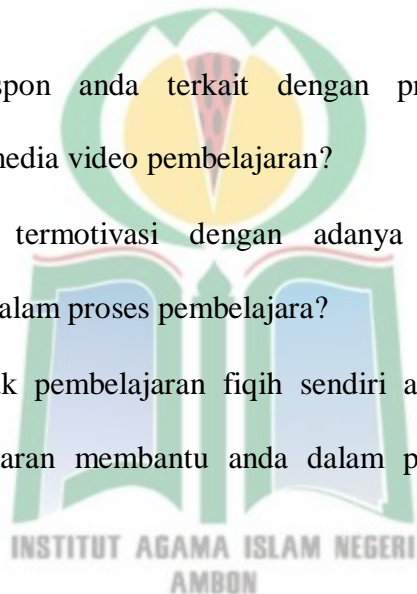 spon anda terkait dengan pr
media video pembelajaran?
termotivasi dengan adanya
alam proses pembelajara?
k pembelajaran fiqih sendiri a
aran membantu anda dalam p
INSTITUT AGAMA ISLAM NEGERI
AMBON